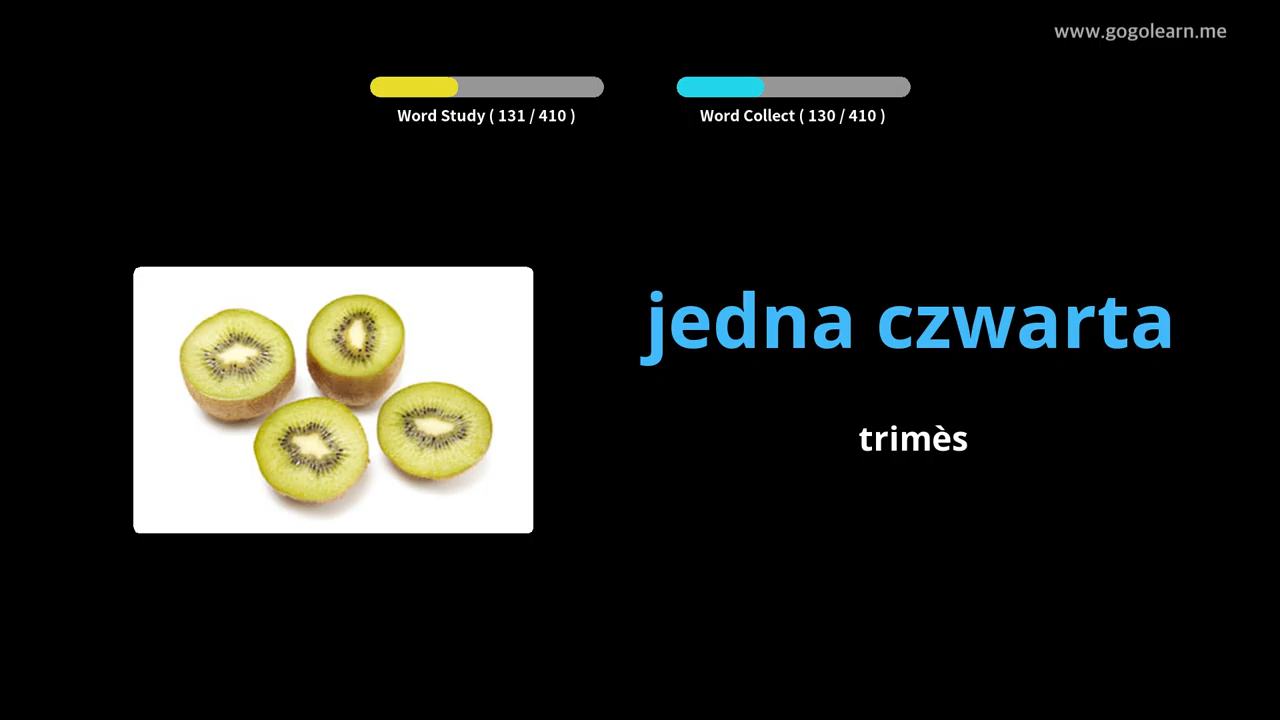 www.gogolearn.me
Word Study ( 131 / 410 )
Word Collect ( 130 / 410 )
jedna czwarta
trimès